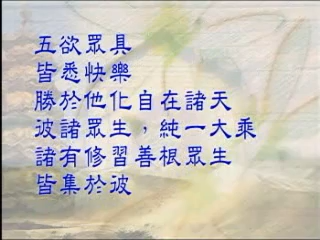 五欲眾具
皆悉快樂
勝於他化自在諸天
彼諸眾生，純一大乘
諸有修習善根眾生
皆集於彼